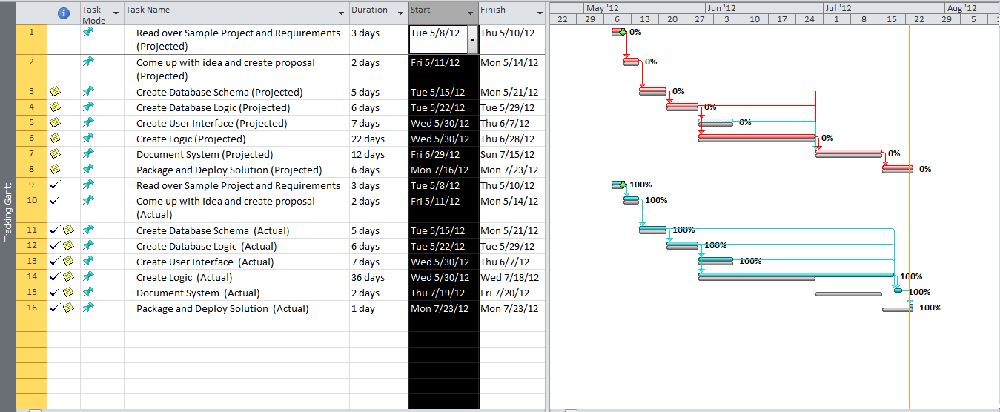 Task Mode Task Name Duration Start Finish
May '12 Jun '12 Jul '12 Aug '12
22 29 6 13 20 27 3 10 17 24 1 8 15 22 29 5 1
1 Read over Sample Project and Requirements (Projected) 3 days Tue 5/8/12 Thu 5/10/12 0%
2 Come up with idea and create proposal (Projected) 2 days Fri 5/11/12 Mon 5/14/12 0%
3 Create Database Schema (Projected) 5 days Tue 5/15/12 Mon 5/21/12 0%
4 Create Database Logic (Projected) 6 days Tue 5/22/12 Tue 5/29/12 0%
5 Create User Interface (Projected) 7 days Wed 5/30/12 Thu 6/7/12 0%
6 Create Logic (Projected) 22 days Wed 5/30/12 Thu 6/28/12 0%
7 Document System (Projected) 12 days Fri 6/29/12 Sun 7/15/12 0%
8 Package and Deploy Solution (Projected) 6 days Mon 7/16/12 Mon 7/23/12 0%
9 Read over Sample Project and Requirements 3 days Tue 5/8/12 Thu 5/10/12 100%
10 Come up with idea and create proposal (Actual) 2 days Fri 5/11/12 Mon 5/14/12 100%
11 Create Database Schema (Actual) 5 days Tue 5/15/12 Mon 5/21/12 100%
12 Create Database Logic (Actual) 6 days Tue 5/22/12 Tue 5/29/12 100%
13 Create User Interface (Actual) 7 days Wed 5/30/12 Thu 6/7/12 100%
14 Create Logic (Actual) 36 days Wed 5/30/12 Wed 7/18/12 100%
15 Document System (Actual) 2 days Thu 7/19/12 Fri 7/20/12 100%
16 Package and Deploy Solution (Actual) 1 day Mon 7/23/12 Mon 7/23/12 100%
Tracking Gantt